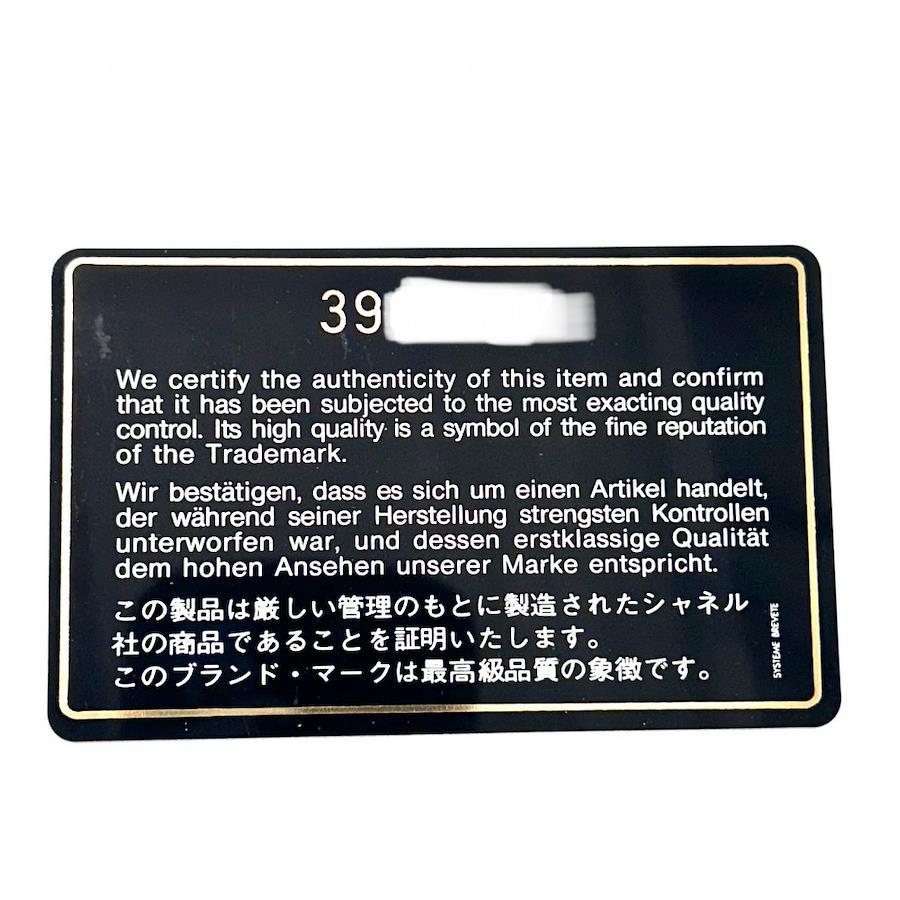 39
We certify the authenticity of this item and confirm
that it has been subjected to the most exacting quality
control. Its high quality is a symbol of the fine reputation
of the Trademark.
Wir bestätigen, dass es sich um einen Artikel handelt,
der während seiner Herstellung strengsten Kontrollen
unterworfen war, und dessen erstklassige Qualität
dem hohen Ansehen unserer Marke entspricht.
この製品は厳しい管理のもとに製造されたシャネル
社の商品であることを証明いたします。
このブランド・マークは最高級品質の象徴です。
SYSTEME BREVETE